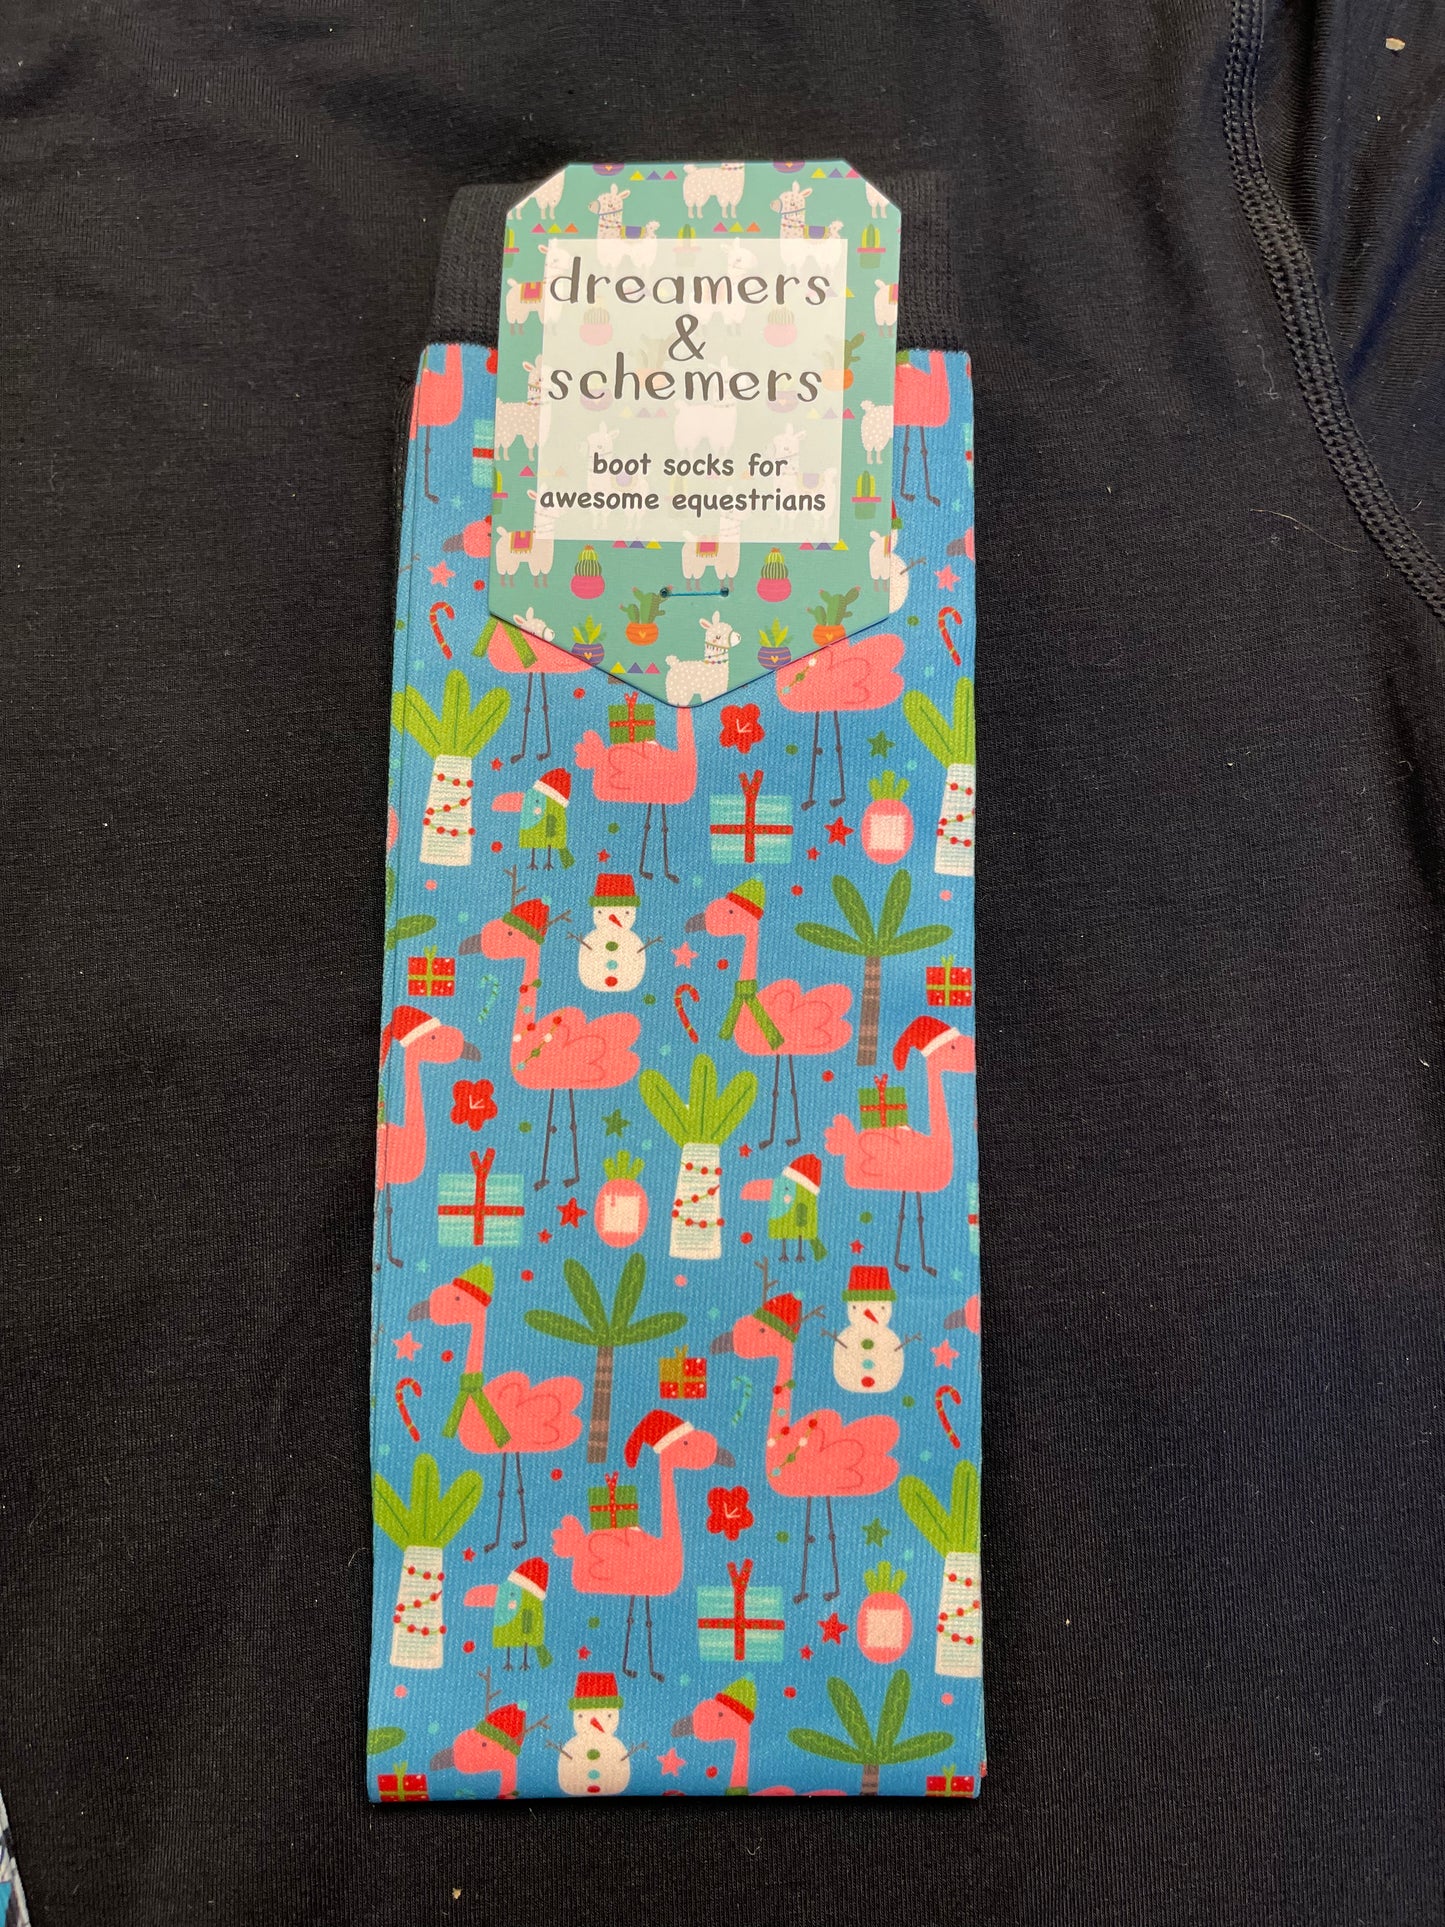 dreamers
&
schemers
boot socks for
awesome equestrians